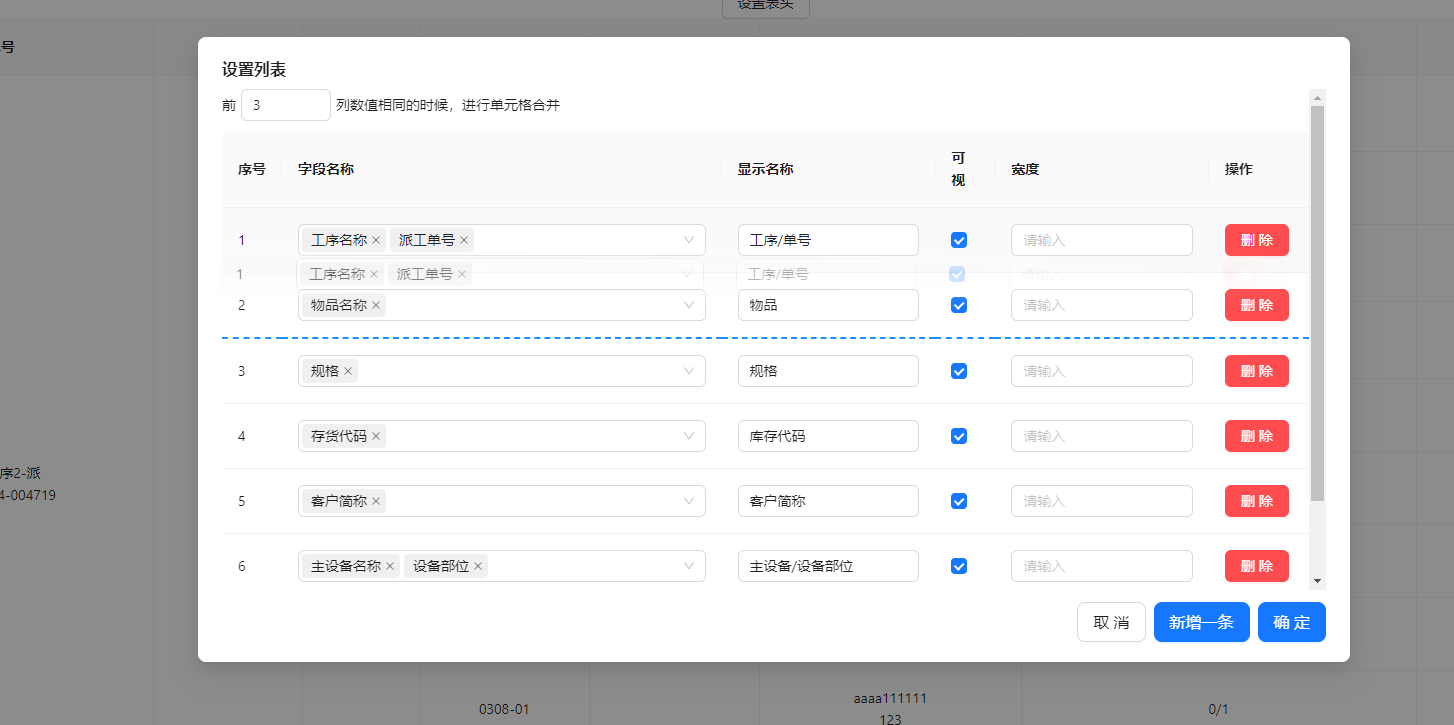 设置表头
号
设置列表
前 3 列数值相同的时候，进行单元格合并
序号 字段名称 显示名称 可视 宽度 操作
1 工序名称 × 派工单号 × 工序/单号 请输入 删 除
1 工序名称 × 派工单号 × 工序/单号 请输入
2 物品名称 × 物品 请输入 删 除
3 规格 × 规格 请输入 删 除
4 存货代码 × 库存代码 请输入 删 除
序2-派
4-004719
5 客户简称 × 客户简称 请输入 删 除
6 主设备名称 × 设备部位 × 主设备/设备部位 请输入 删 除
取 消 新增一条 确 定
0308-01
aaaa111111
123
0/1